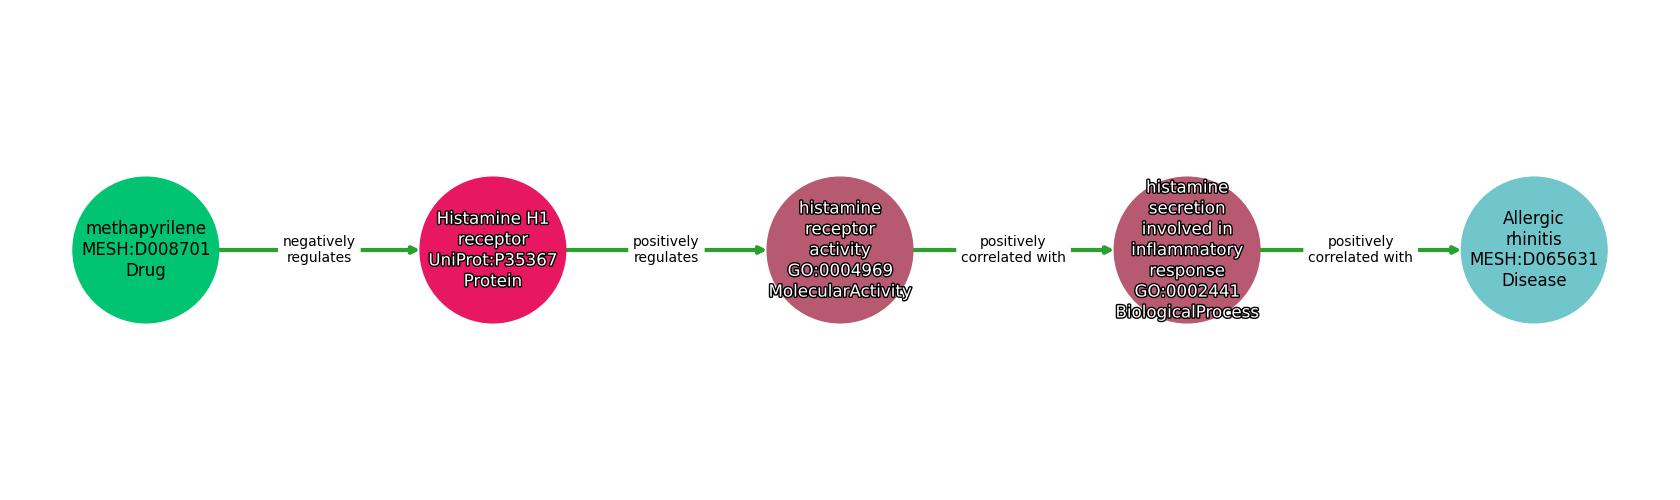 methapyrilene
MESH:D008701
Drug
negatively
regulates
Histamine H1
receptor
UniProt:P35367
Protein
positively
regulates
histamine
receptor
activity
GO:0004969
MolecularActivity
positively
correlated with
histamine
secretion
involved in
inflammatory
response
GO:0002441
BiologicalProcess
positively
correlated with
Allergic
rhinitis
MESH:D065631
Disease